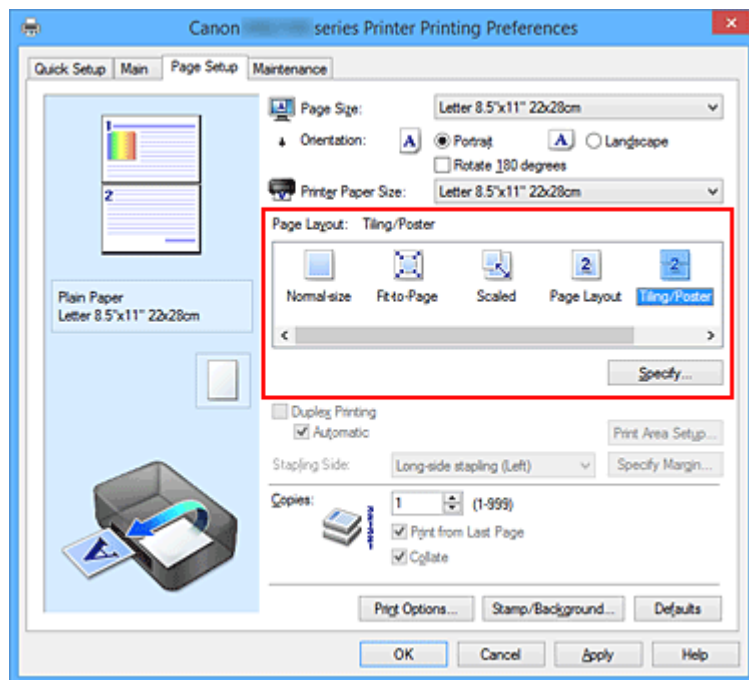 Canon series Printer Printing Preferences
Quick Setup Main Page Setup Maintenance
1
2
Plain Paper
Letter 8.5"x11" 22x28cm
Page Size: Letter 8.5"x11" 22x28cm
Orientation: A Portrait A Landscape
Rotate 180 degrees
Printer Paper Size: Letter 8.5"x11" 22x28cm
Page Layout: Tiling/Poster
2 2
Normal-size Fit-to-Page Scaled Page Layout Tiling/Poster
Specify...
Duplex Printing
Automatic Print Area Setup...
Stapling Side: Long-side stapling (Left) Specify Margin...
Copies: 1 (1-999)
Print from Last Page
Collate
A
Print Options... Stamp/Background... Defaults
OK Cancel Apply Help